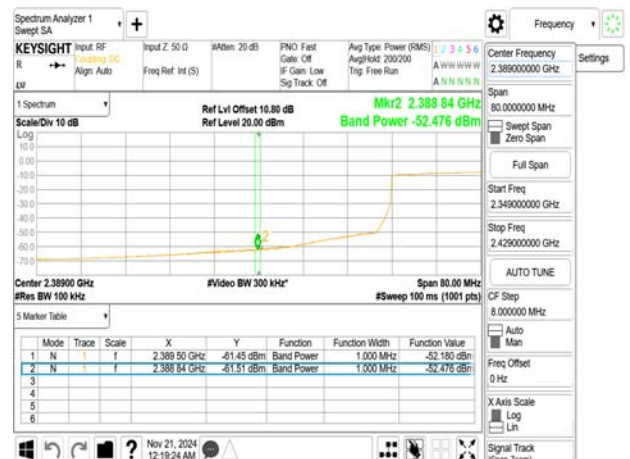 Spectrum Analyzer 1
Swept SA
+
Frequency
KEYSIGHT
R
Input: RF
Coupling: DC
Align: Auto
Input Z: 50 Ω
Freq Ref: Int (S)
#Atten: 20 dB
PNO: Fast
Gate: Off
IF Gain: Low
Sig Track: Off
Avg Type: Power (RMS)
Avg|Hold: 200/200
Trig: Free Run
1 2 3 4 5 6
A W W W W W
A N N N N N
LXI
1 Spectrum
Scale/Div 10 dB
Ref Lvl Offset 10.80 dB
Ref Level 20.00 dBm
Mkr2 2.388 84 GHz
Band Power -52.476 dBm
Log
10.0
0.00
-10.0
-20.0
-30.0
-40.0
-50.0
-60.0
-70.0
2
Center 2.38900 GHz
#Res BW 100 kHz
#Video BW 300 kHz*
Span 80.00 MHz
#Sweep 100 ms (1001 pts)
5 Marker Table
Mode Trace Scale X Y Function Function Width Function Value
1 N 1 f 2.389 50 GHz -61.45 dBm Band Power 1.000 MHz -52.180 dBm
2 N 1 f 2.388 84 GHz -61.51 dBm Band Power 1.000 MHz -52.476 dBm
3
4
5
6
?
Nov 21, 2024
12:19:24 AM
Center Frequency
2.389000000 GHz
Settings
Span
80.0000000 MHz
Swept Span
Zero Span
Full Span
Start Freq
2.349000000 GHz
Stop Freq
2.429000000 GHz
AUTO TUNE
CF Step
8.000000 MHz
Auto
Man
Freq Offset
0 Hz
X Axis Scale
Log
Lin
Signal Track
(Span Zoom)